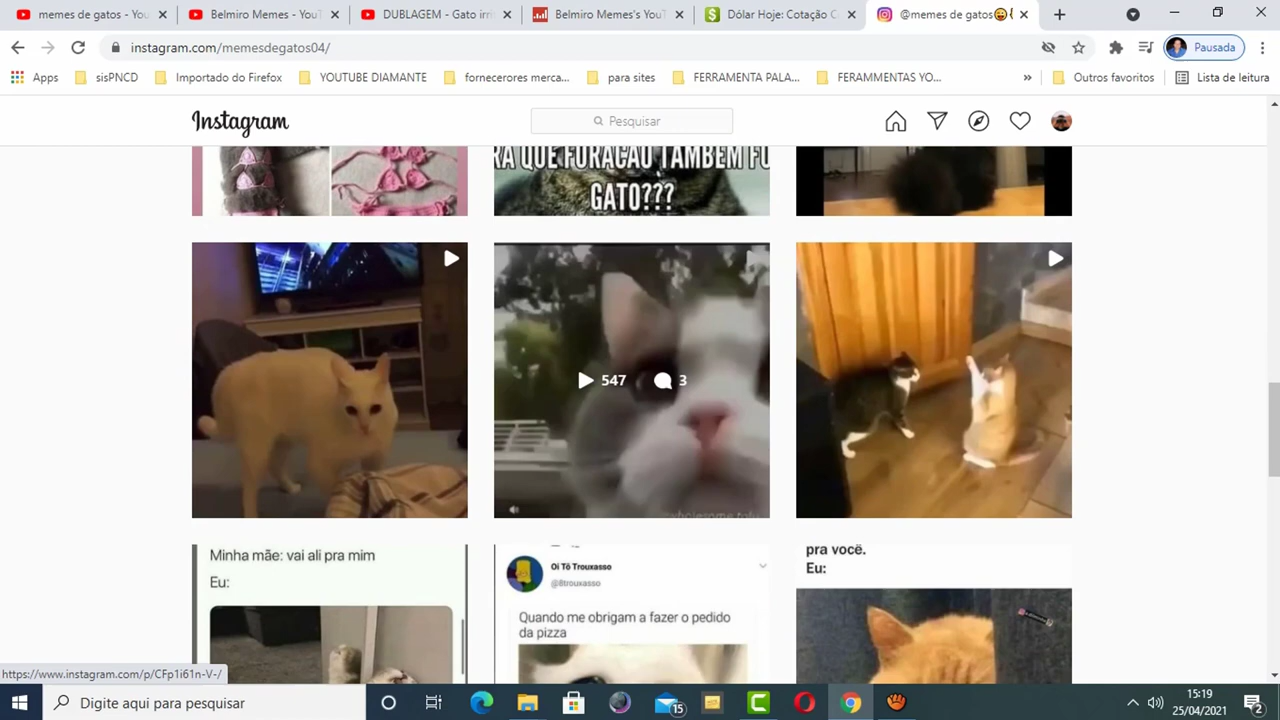 memes de gatos - You
Belmiro Memes - YouT
DUBLAGEM - Gato irri
Belmiro Memes's YouT
Dólar Hoje: Cotação C
@memes de gatos😜 (
instagram.com/memesdegatos04/
Pausada
Apps
sisPNCD
Importado do Firefox
YOUTUBE DIAMANTE
fornecerores merca...
para sites
FERRAMENTA PALA...
FERAMMENTAS YO...
»
Outros favoritos
Lista de leitura
Instagram
Pesquisar
RA QUE FURACÃO TAMBÉM FO
GATO???
547
3
Minha mãe: vai ali pra mim
Eu:
Oi Tô Trouxasso
@8trouxasso
Quando me obrigam a fazer o pedido
da pizza
pra você.
Eu:
https://www.instagram.com/p/CFp1i61n-V-/
Digite aqui para pesquisar
15
15:19
25/04/2021
2